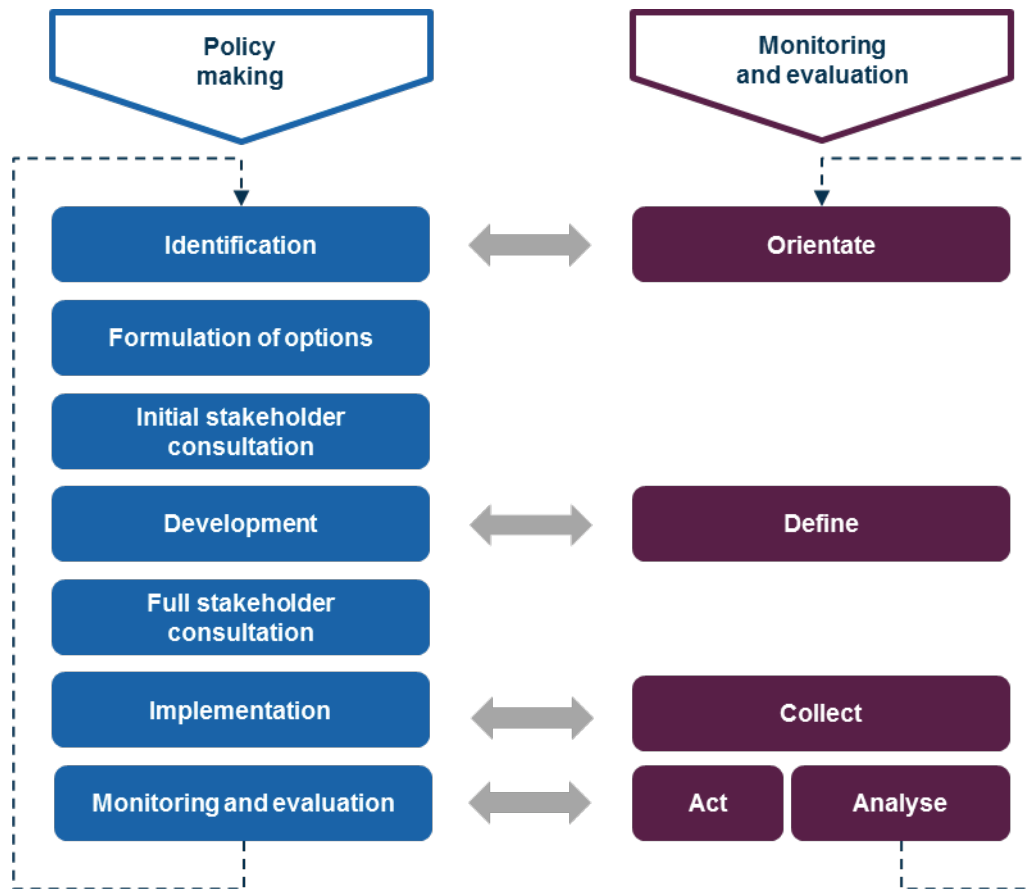 Policy
making
Monitoring
and evaluation
Identification
Orientate
Formulation of options
Initial stakeholder
consultation
Development
Define
Full stakeholder
consultation
Implementation
Collect
Monitoring and evaluation
Act
Analyse